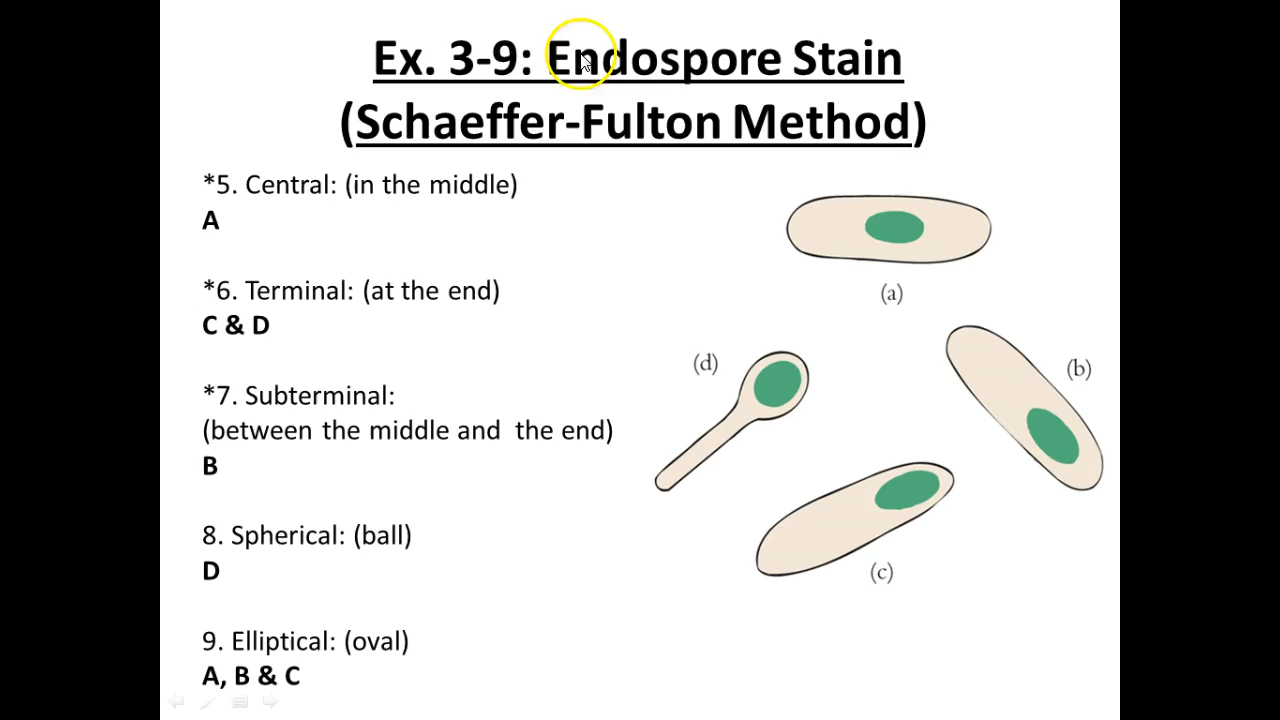 Ex. 3-9: Endospore Stain
(Schaeffer-Fulton Method)
*5. Central: (in the middle)
A
*6. Terminal: (at the end)
C & D
*7. Subterminal:
(between the middle and the end)
B
8. Spherical: (ball)
D
9. Elliptical: (oval)
A, B & C
(a)
(b)
(d)
(c)